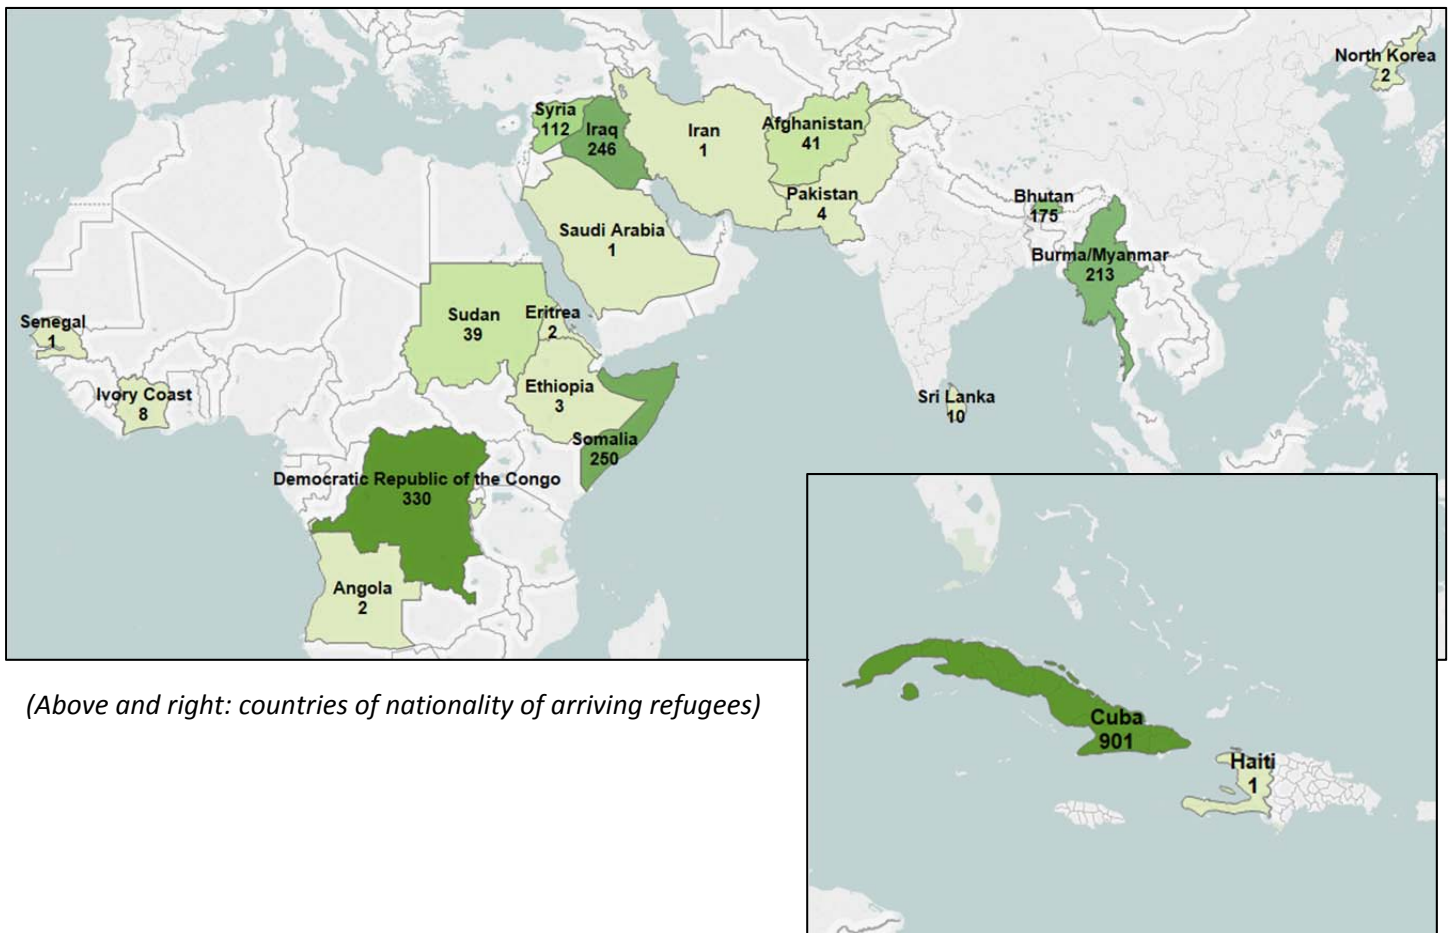 North Korea
2
Syria
112
Iraq
246
Iran
1
Afghanistan
41
Pakistan
4
Bhutan
175
Saudi Arabia
1
Burma/Myanmar
213
Senegal
1
Sudan
39
Eritrea
2
Ivory Coast
8
Ethiopia
3
Sri Lanka
10
Somalia
250
Democratic Republic of the Congo
330
Angola
2
(Above and right: countries of nationality of arriving refugees)
Cuba
901
Haiti
1